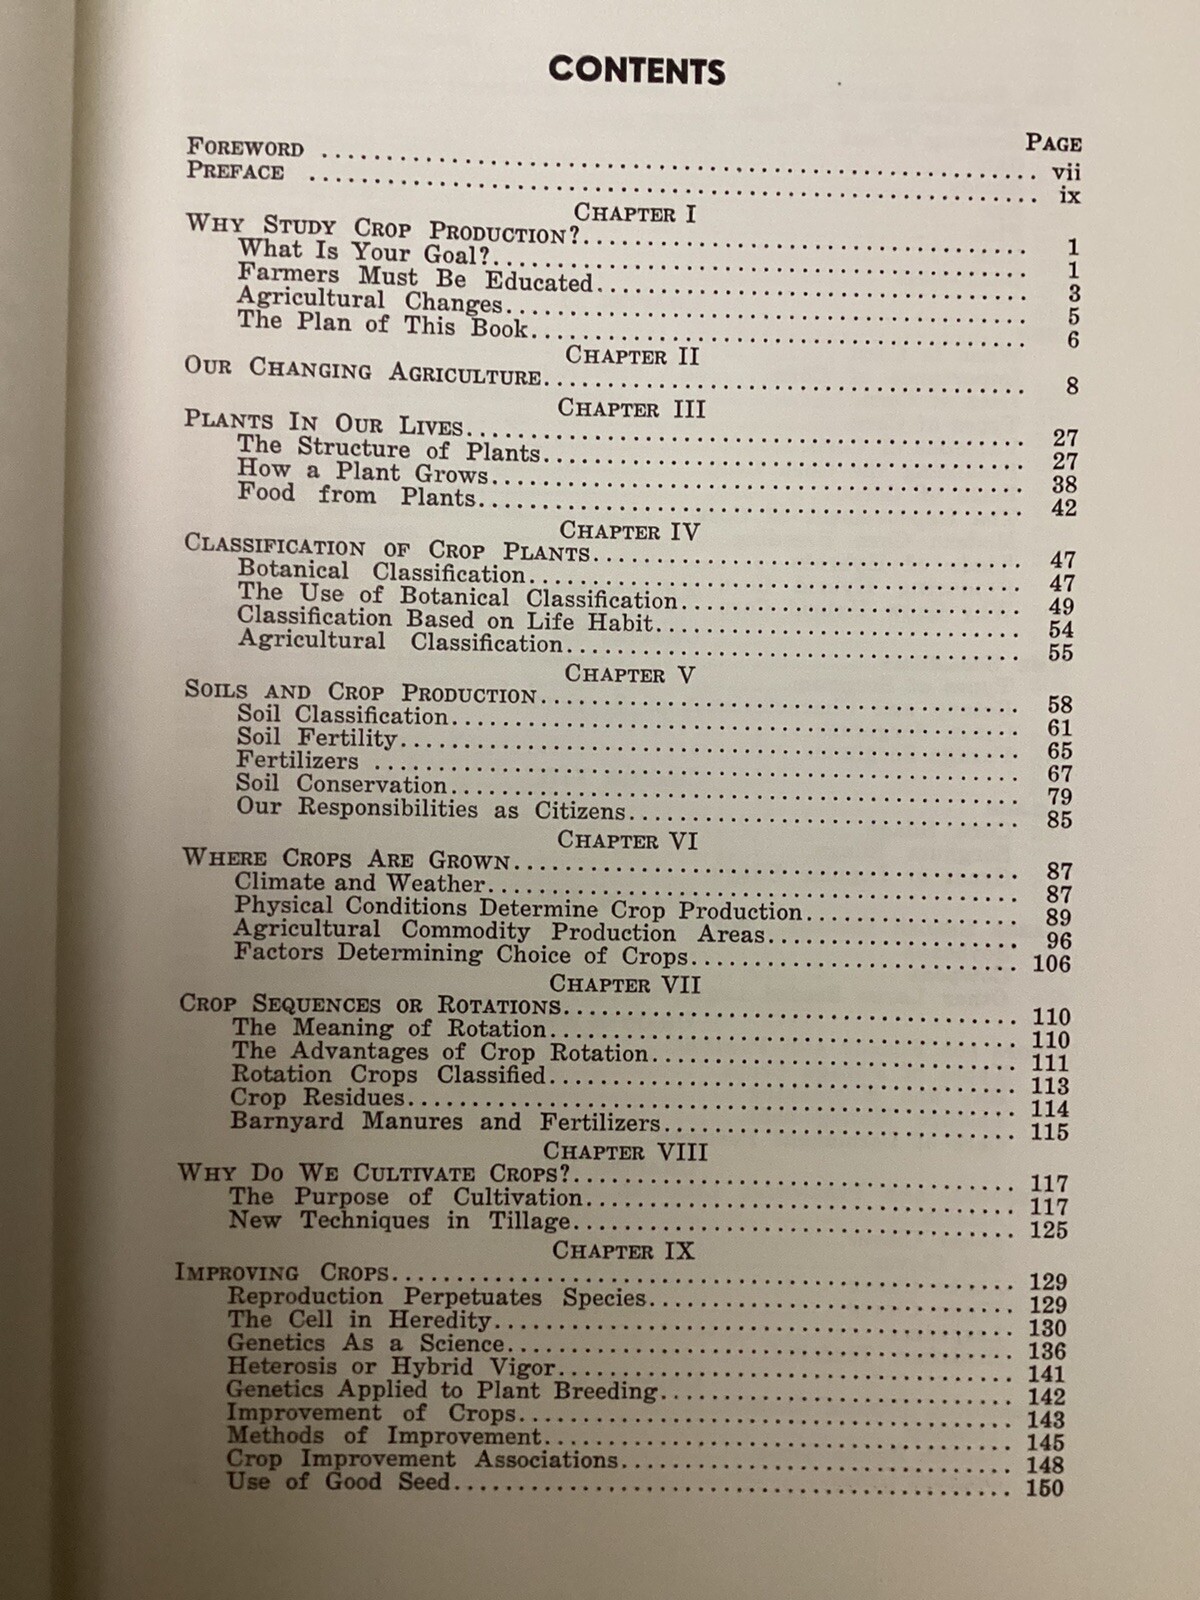 CONTENTS
PAGE
FOREWORD ........ vii
PREFACE ........ ix
CHAPTER I
WHY STUDY CROP PRODUCTION? ........ 1
What Is Your Goal? ........ 1
Farmers Must Be Educated ........ 3
Agricultural Changes ........ 5
The Plan of This Book ........ 6
CHAPTER II
OUR CHANGING AGRICULTURE ........ 8
CHAPTER III
PLANTS IN OUR LIVES ........ 27
The Structure of Plants ........ 27
How a Plant Grows ........ 38
Food from Plants ........ 42
CHAPTER IV
CLASSIFICATION OF CROP PLANTS ........ 47
Botanical Classification ........ 47
The Use of Botanical Classification ........ 49
Classification Based on Life Habit ........ 54
Agricultural Classification ........ 55
CHAPTER V
SOILS AND CROP PRODUCTION ........ 58
Soil Classification ........ 61
Soil Fertility ........ 65
Fertilizers ........ 67
Soil Conservation ........ 79
Our Responsibilities as Citizens ........ 85
CHAPTER VI
WHERE CROPS ARE GROWN ........ 87
Climate and Weather ........ 87
Physical Conditions Determine Crop Production ........ 89
Agricultural Commodity Production Areas ........ 96
Factors Determining Choice of Crops ........ 106
CHAPTER VII
CROP SEQUENCES OR ROTATIONS ........ 110
The Meaning of Rotation ........ 110
The Advantages of Crop Rotation ........ 111
Rotation Crops Classified ........ 113
Crop Residues ........ 114
Barnyard Manures and Fertilizers ........ 115
CHAPTER VIII
WHY DO WE CULTIVATE CROPS? ........ 117
The Purpose of Cultivation ........ 117
New Techniques in Tillage ........ 125
CHAPTER IX
IMPROVING CROPS ........ 129
Reproduction Perpetuates Species ........ 129
The Cell in Heredity ........ 130
Genetics As a Science ........ 136
Heterosis or Hybrid Vigor ........ 141
Genetics Applied to Plant Breeding ........ 142
Improvement of Crops ........ 143
Methods of Improvement ........ 145
Crop Improvement Associations ........ 148
Use of Good Seed ........ 150